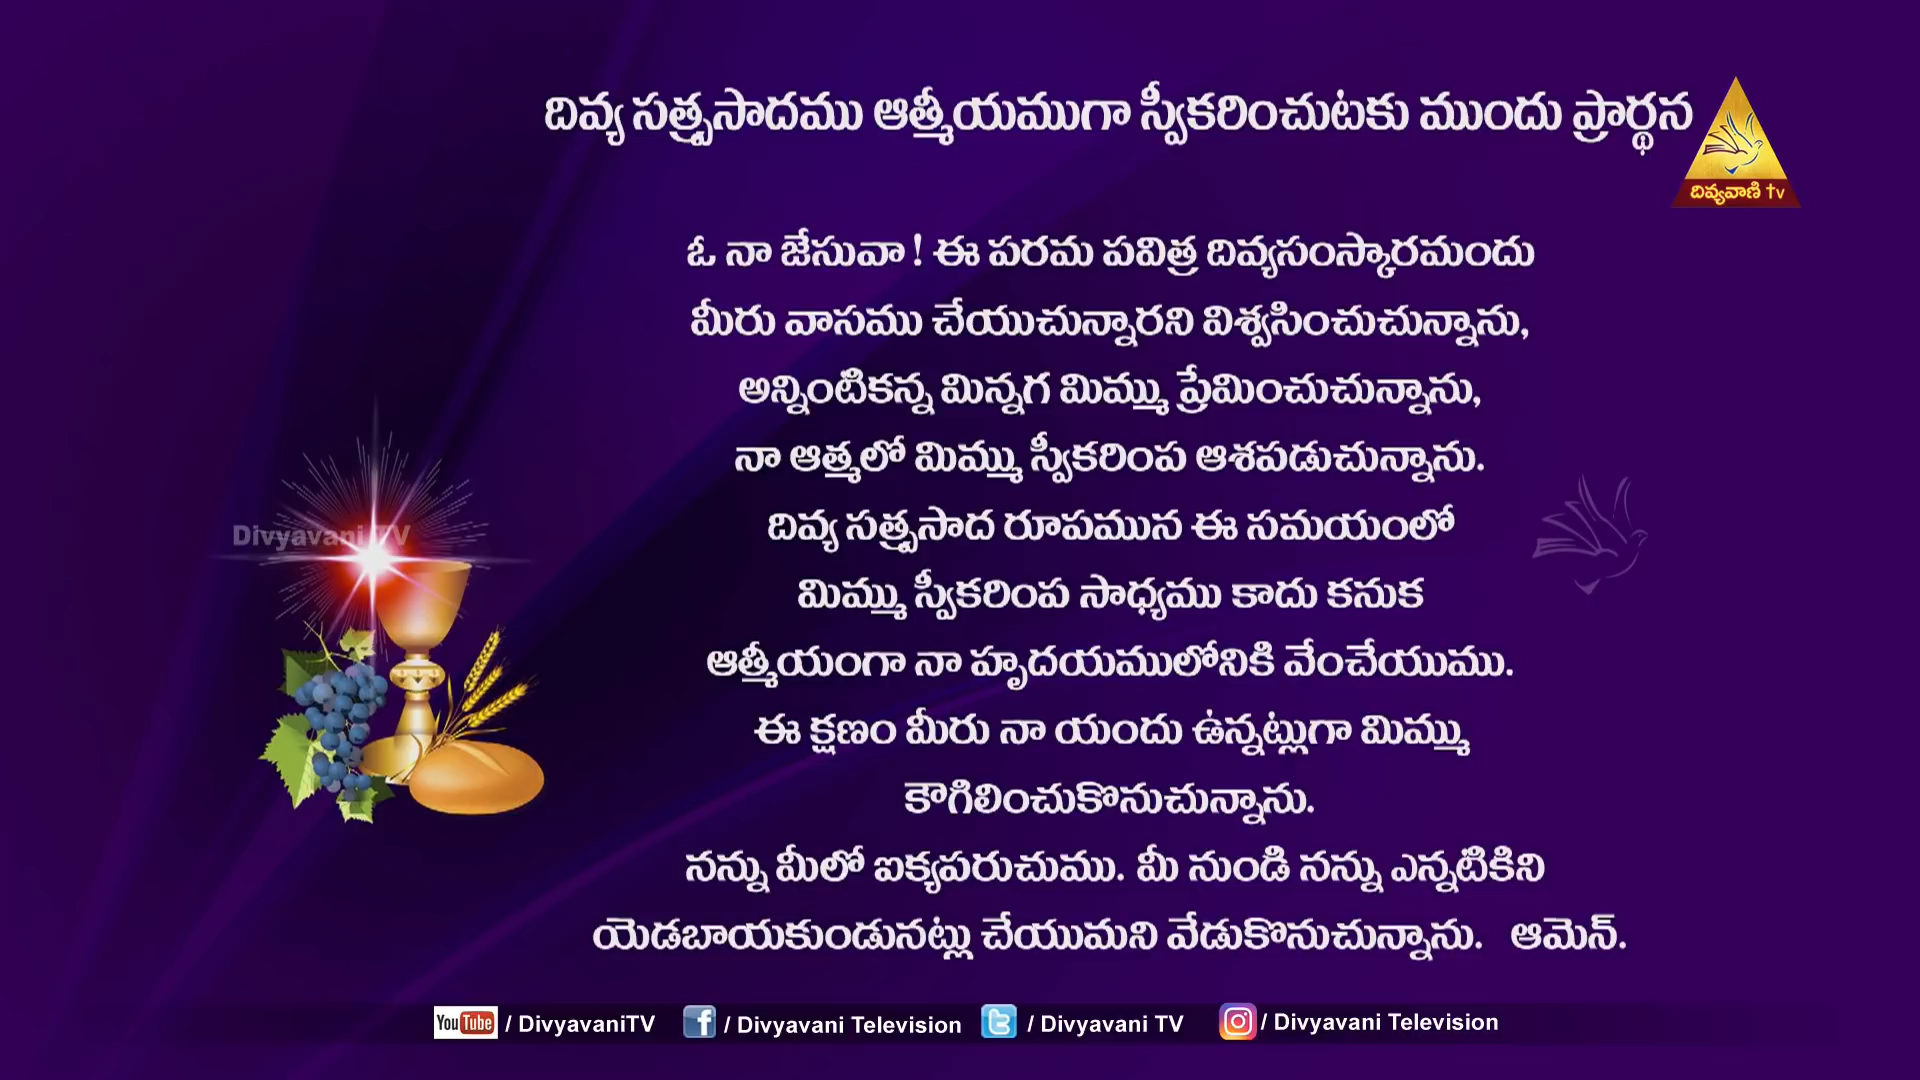 దివ్య సత్ప్రసాదము ఆత్మీయముగా స్వీకరించుటకు ముందు ప్రార్థన
దివ్యవాణి tv
ఓ నా జేసువా ! ఈ పరమ పవిత్ర దివ్యసంస్కారమందు
మీరు వాసము చేయుచున్నారని విశ్వసించుచున్నాను,
అన్నింటికన్న మిన్నగ మిమ్ము ప్రేమించుచున్నాను,
నా ఆత్మలో మిమ్ము స్వీకరింప ఆశపడుచున్నాను.
Divyavani TV
దివ్య సత్ప్రసాద రూపమున ఈ సమయంలో
మిమ్ము స్వీకరింప సాధ్యము కాదు కనుక
ఆత్మీయంగా నా హృదయములోనికి వేంచేయుము.
ఈ క్షణం మీరు నా యందు ఉన్నట్లుగా మిమ్ము
కౌగిలించుకొనుచున్నాను.
నన్ను మీలో ఐక్యపరుచుము. మీ నుండి నన్ను ఎన్నటికిని
యెడబాయకుండునట్లు చేయుమని వేడుకొనుచున్నాను. ఆమెన్.
YouTube / DivyavaniTV f / Divyavani Television / Divyavani TV / Divyavani Television